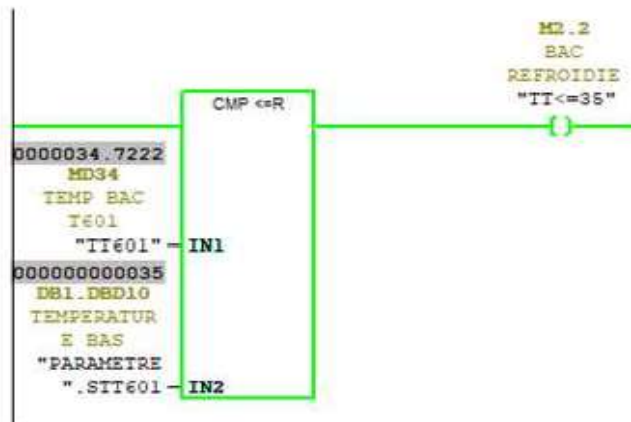 M2.2
BAC
REFROIDIE
"TT<=35"
CMP <=R
0000034.7222
MD34
TEMP BAC
T601
"TT601"
IN1
000000000035
DB1.DBD10
TEMPERATUR
E BAS
"PARAMETRE
".STT601
IN2